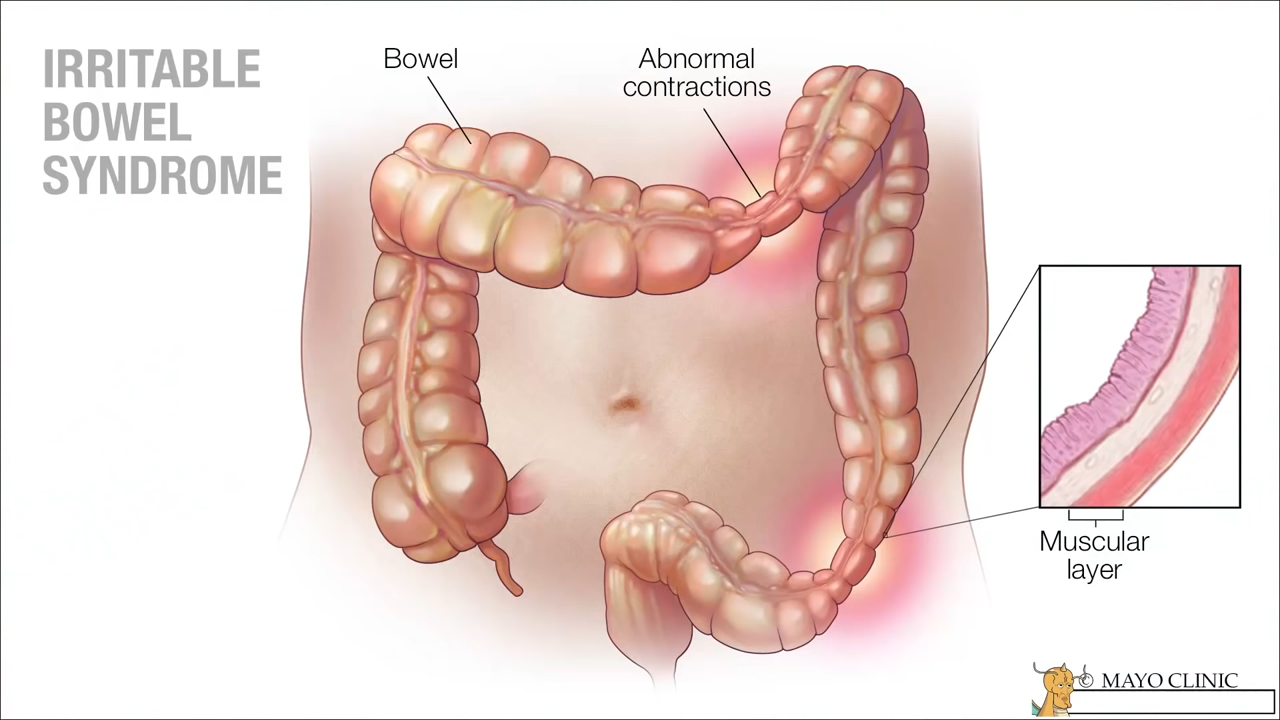 IRRITABLE
BOWEL
SYNDROME
Bowel
Abnormal
contractions
Muscular
layer
© MAYO CLINIC